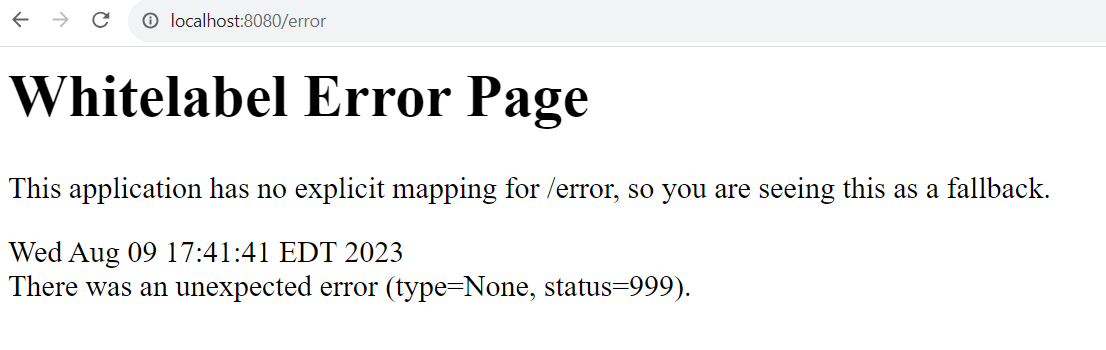 localhost:8080/error
Whitelabel Error Page
This application has no explicit mapping for /error, so you are seeing this as a fallback.
Wed Aug 09 17:41:41 EDT 2023
There was an unexpected error (type=None, status=999).